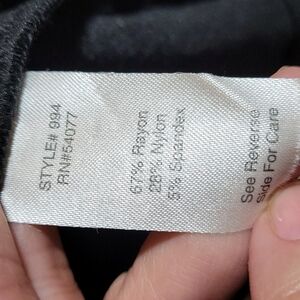 STYLE# 994
RN#54077
67% Rayon
28% Nylon
5% Spandex
See Reverse
Side For Care